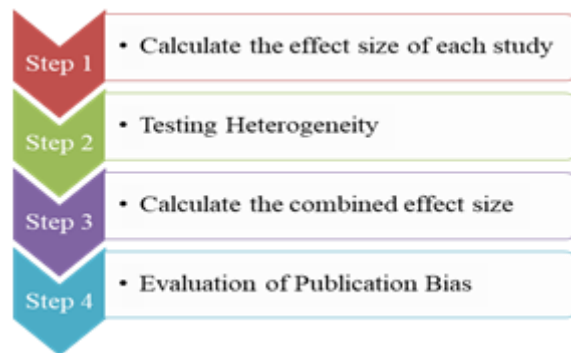 Step 1
• Calculate the effect size of each study
Step 2
• Testing Heterogeneity
Step 3
• Calculate the combined effect size
Step 4
• Evaluation of Publication Bias